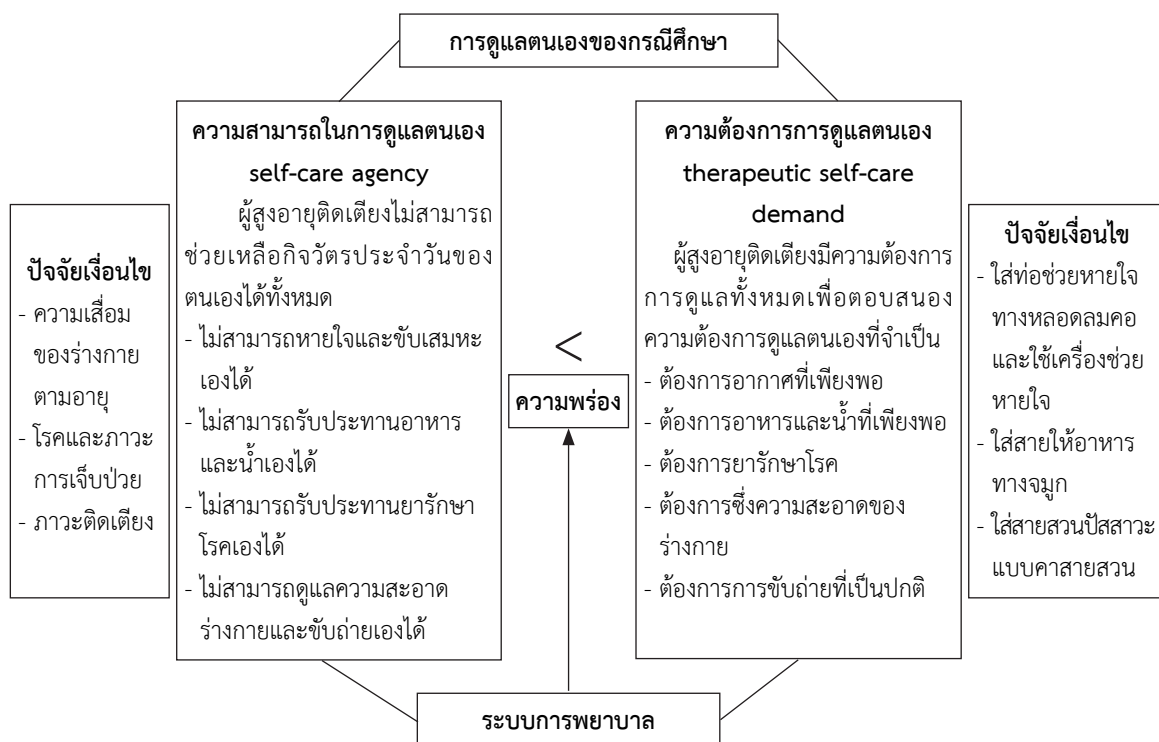 การดูแลตนเองของกรณีศึกษา
ปัจจัยเงื่อนไข
- ความเสื่อม
ของร่างกาย
ตามอายุ
- โรคและภาวะ
การเจ็บป่วย
- ภาวะติดเตียง
ความสามารถในการดูแลตนเอง
self-care agency
ผู้สูงอายุติดเตียงไม่สามารถ
ช่วยเหลือกิจวัตรประจำวันของ
ตนเองได้ทั้งหมด
- ไม่สามารถหายใจและขับเสมหะ
เองได้
- ไม่สามารถรับประทานอาหาร
และน้ำเองได้
- ไม่สามารถรับประทานยารักษา
โรคเองได้
- ไม่สามารถดูแลความสะอาด
ร่างกายและขับถ่ายเองได้
<
ความพร่อง
ความต้องการการดูแลตนเอง
therapeutic self-care
demand
ผู้สูงอายุติดเตียงมีความต้องการ
การดูแลทั้งหมดเพื่อตอบสนอง
ความต้องการดูแลตนเองที่จำเป็น
- ต้องการอากาศที่เพียงพอ
- ต้องการอาหารและน้ำที่เพียงพอ
- ต้องการยารักษาโรค
- ต้องการซึ่งความสะอาดของ
ร่างกาย
- ต้องการการขับถ่ายที่เป็นปกติ
ปัจจัยเงื่อนไข
- ใส่ท่อช่วยหายใจ
ทางหลอดลมคอ
และใช้เครื่องช่วย
หายใจ
- ใส่สายให้อาหาร
ทางจมูก
- ใส่สายสวนปัสสาวะ
แบบคาสายสวน
ระบบการพยาบาล